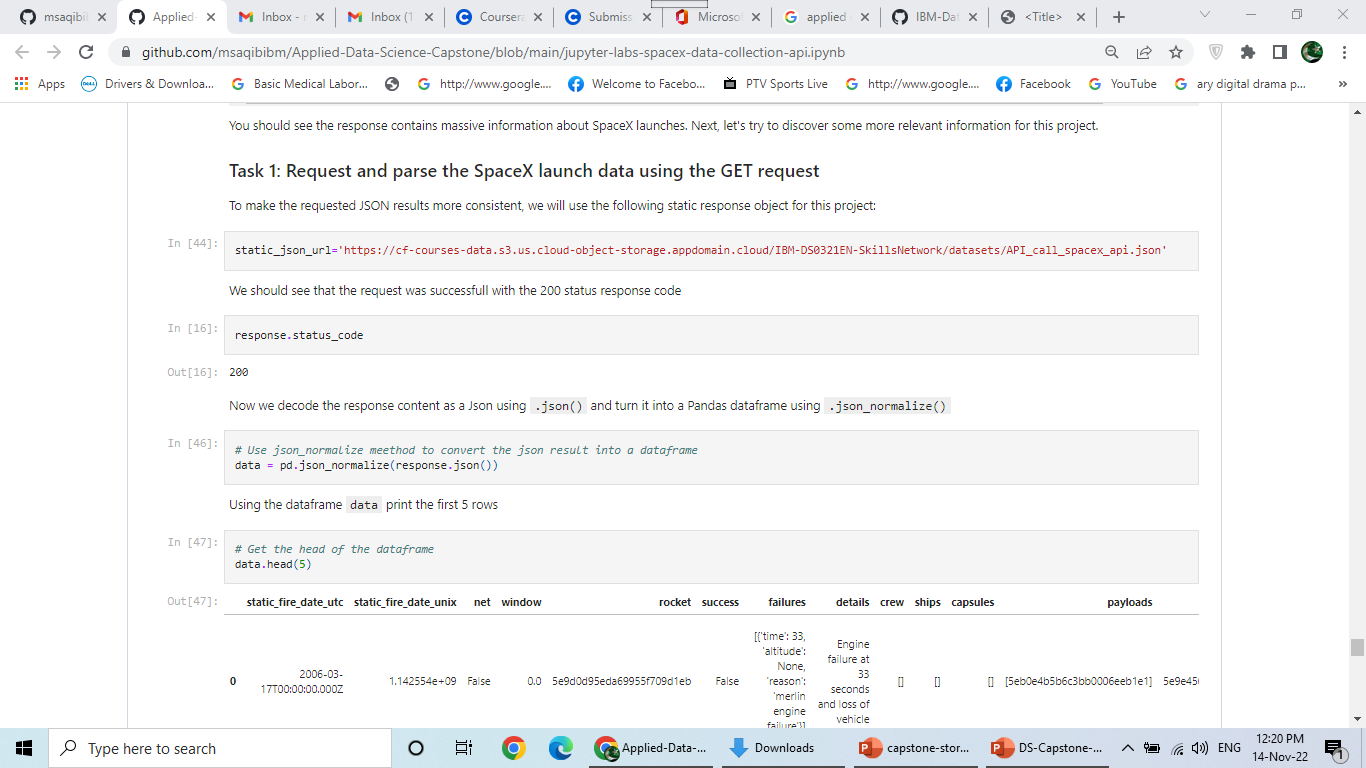 msaqibil
Applied-
Inbox - r
Inbox (1
Course
Submiss
Microso
applied
IBM-Dat
<Title>
github.com/msaqibibm/Applied-Data-Science-Capstone/blob/main/jupyter-labs-spacex-data-collection-api.ipynb
Apps
DELL
Drivers & Downloa...
Basic Medical Labor...
http://www.google....
Welcome to Facebo...
PTV Sports Live
http://www.google....
Facebook
YouTube
ary digital drama p...
»
You should see the response contains massive information about SpaceX launches. Next, let's try to discover some more relevant information for this project.
Task 1: Request and parse the SpaceX launch data using the GET request
To make the requested JSON results more consistent, we will use the following static response object for this project:
In [44]: static_json_url='https://cf-courses-data.s3.us.cloud-object-storage.appdomain.cloud/IBM-DS0321EN-SkillsNetwork/datasets/API_call_spacex_api.json'
We should see that the request was successfull with the 200 status response code
In [16]: response.status_code
Out[16]: 200
Now we decode the response content as a Json using .json() and turn it into a Pandas dataframe using .json_normalize()
In [46]: # Use json_normalize meethod to convert the json result into a dataframe
data = pd.json_normalize(response.json())
Using the dataframe data print the first 5 rows
In [47]: # Get the head of the dataframe
data.head(5)
Out[47]: static_fire_date_utc static_fire_date_unix net window rocket success failures details crew ships capsules payloads
0 2006-03-17T00:00:00.000Z 1.142554e+09 False 0.0 5e9d0d95eda69955f709d1eb False [{'time': 33, 'altitude': None, 'reason': 'merlin engine failure'}] Engine failure at 33 seconds and loss of vehicle [] [] [] [5eb0e4b5b6c3bb0006eeb1e1] 5e9e45
Type here to search
Applied-Data-...
Downloads
capstone-stor...
DS-Capstone-...
ENG
12:20 PM
14-Nov-22
1